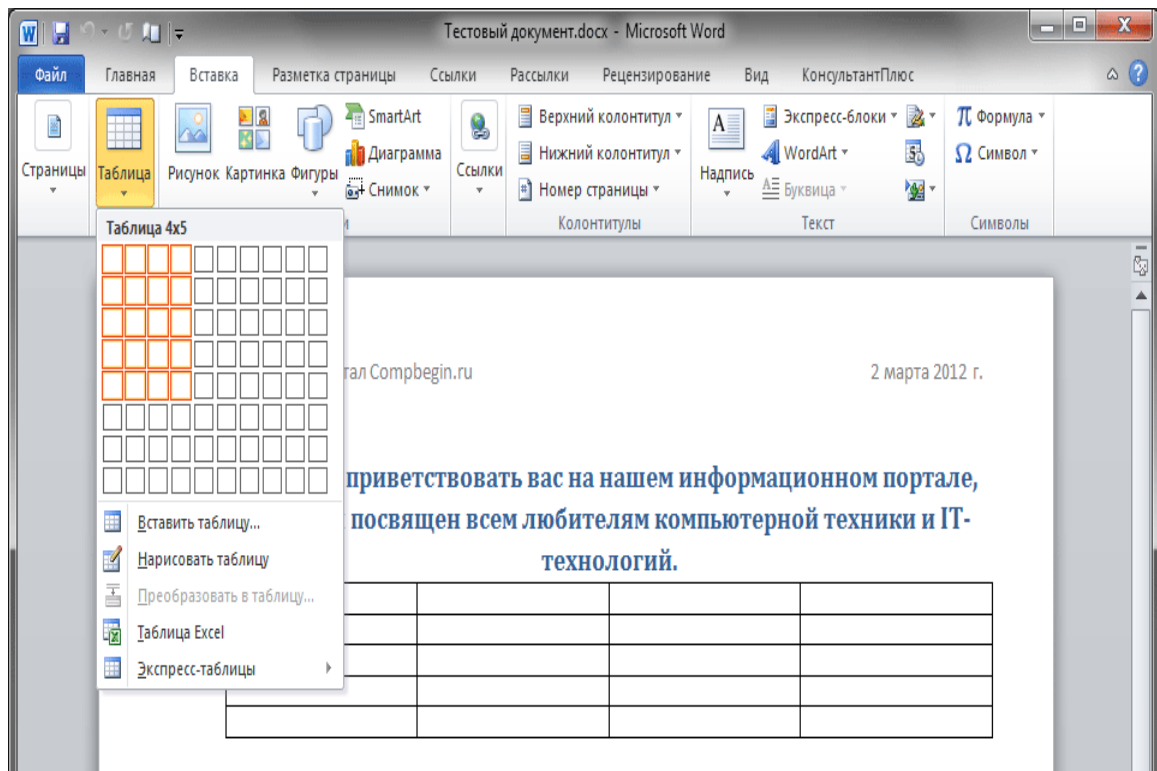 Тестовый документ.docx - Microsoft Word
Файл Главная Вставка Разметка страницы Ссылки Рассылки Рецензирование Вид КонсультантПлюс
Страницы Таблица Рисунок Картинка Фигуры SmartArt Диаграмма Снимок Ссылки Верхний колонтитул Нижний колонтитул Номер страницы Надпись Экспресс-блоки WordArt Буквица π Формула Ω Символ
Колонтитулы Текст Символы
Таблица 4x5
Compbegin.ru 2 марта 2012 г.
приветствовать вас на нашем информационном портале,
посвящен всем любителям компьютерной техники и IT-
технологий.
Вставить таблицу...
Нарисовать таблицу
Преобразовать в таблицу...
Таблица Excel
Экспресс-таблицы